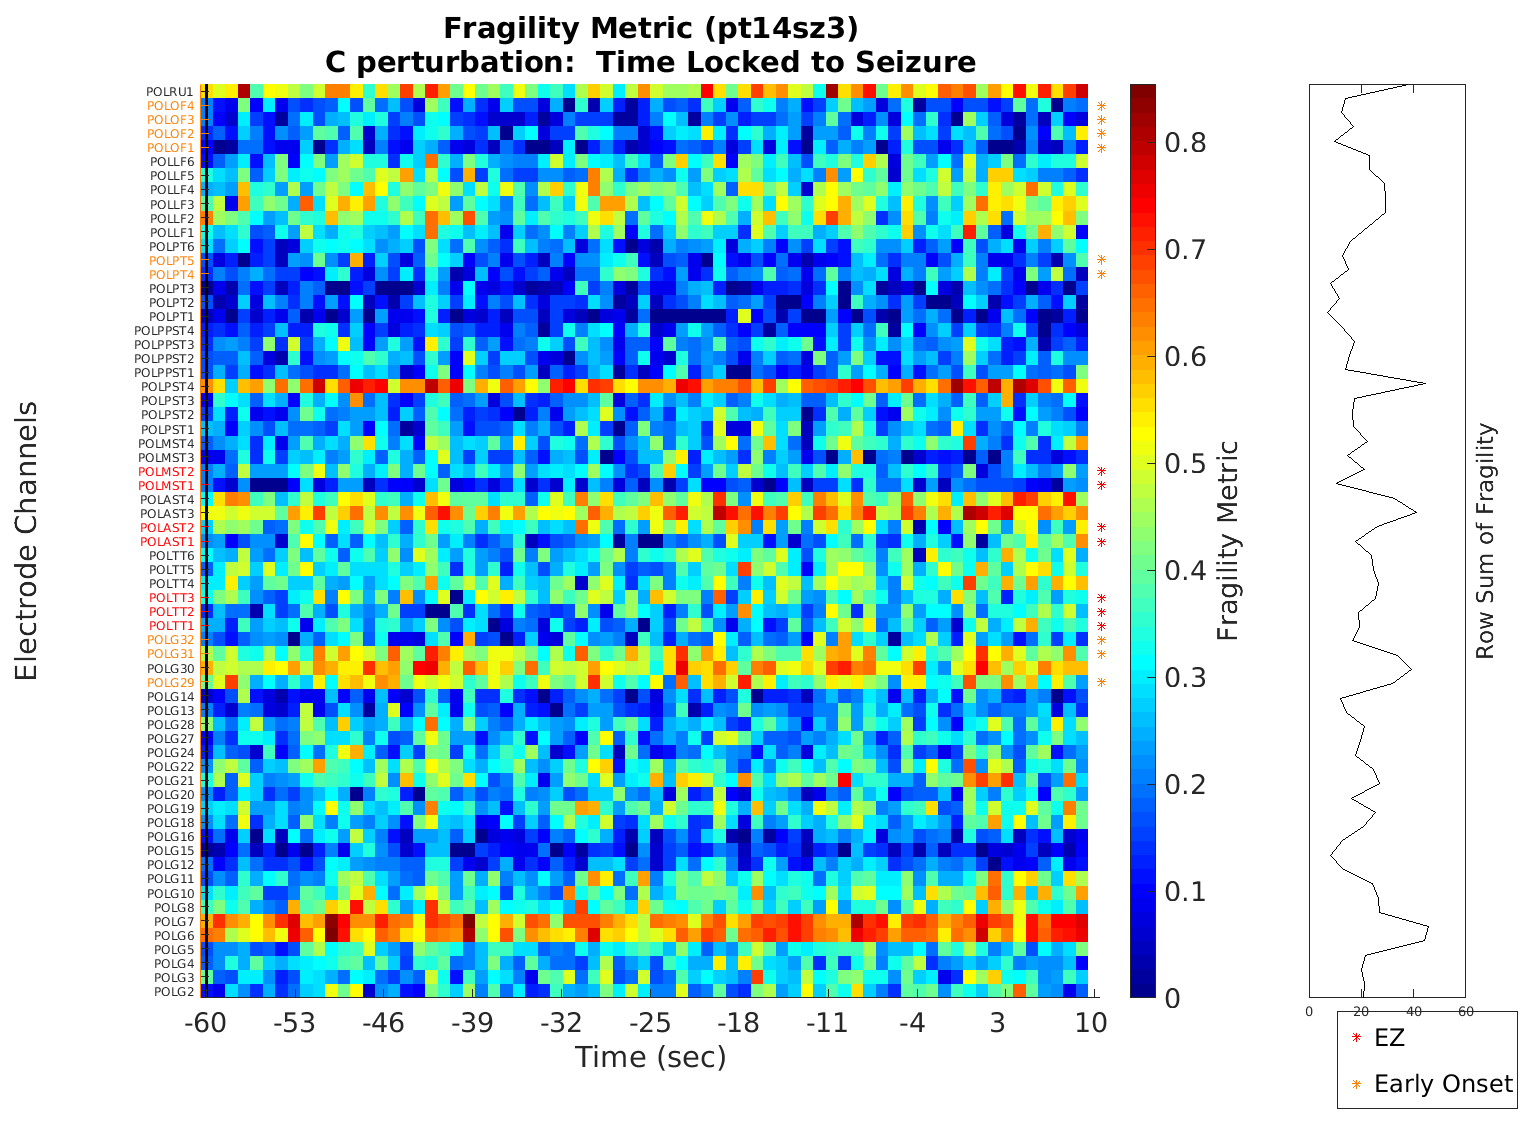 Fragility Metric (pt14sz3)
C perturbation:  Time Locked to Seizure
Electrode Channels
POLRU1
POLOF4
POLOF3
POLOF2
POLOF1
POLLF6
POLLF5
POLLF4
POLLF3
POLLF2
POLLF1
POLPT6
POLPT5
POLPT4
POLPT3
POLPT2
POLPT1
POLPPST4
POLPPST3
POLPPST2
POLPPST1
POLPST4
POLPST3
POLPST2
POLPST1
POLMST4
POLMST3
POLMST2
POLMST1
POLAST4
POLAST3
POLAST2
POLAST1
POLTT6
POLTT5
POLTT4
POLTT3
POLTT2
POLTT1
POLG32
POLG31
POLG30
POLG29
POLG14
POLG13
POLG28
POLG27
POLG24
POLG22
POLG21
POLG20
POLG19
POLG18
POLG16
POLG15
POLG12
POLG11
POLG10
POLG8
POLG7
POLG6
POLG5
POLG4
POLG3
POLG2
-60 -53 -46 -39 -32 -25 -18 -11 -4 3 10
Time (sec)
0.8
0.7
0.6
0.5
0.4
0.3
0.2
0.1
0
Fragility Metric
0 20 40 60
Row Sum of Fragility
EZ
Early Onset